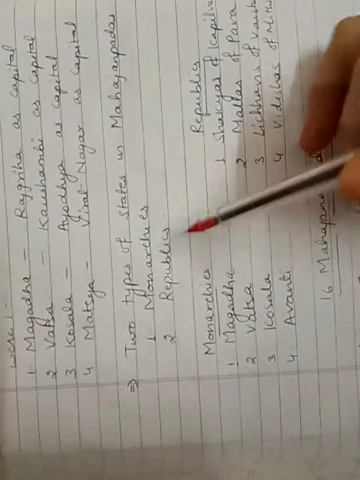 were :-
1 Magadha - Rajgriha as capital
2 Vatsa - Kaushambi as capital
3 Kosala - Ayodhya as capital
4 Matsya - Virat Nagar as capital
⇒ Two types of states in Mahajanpadas
1 Monarchies
2 Republics
Monarchies Republics
1 Magadha 1 Shakyas of Kapilv
2 Vatsa 2 Mallas of Pava
3 Kosala 3 Lichhavis of Vaish
4 Avanti 4 Videhas of Mith
16 Mahajana